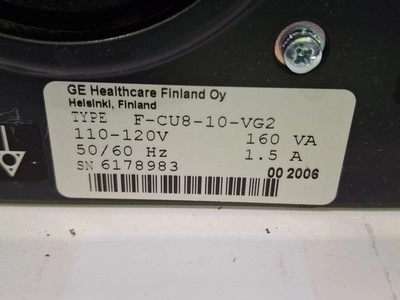 GE Healthcare Finland Oy
Helsinki, Finland
TYPE F-CU8-10-VG2
110-120V 160 VA
50/60 Hz 1.5 A
SN 6178983
00 2006